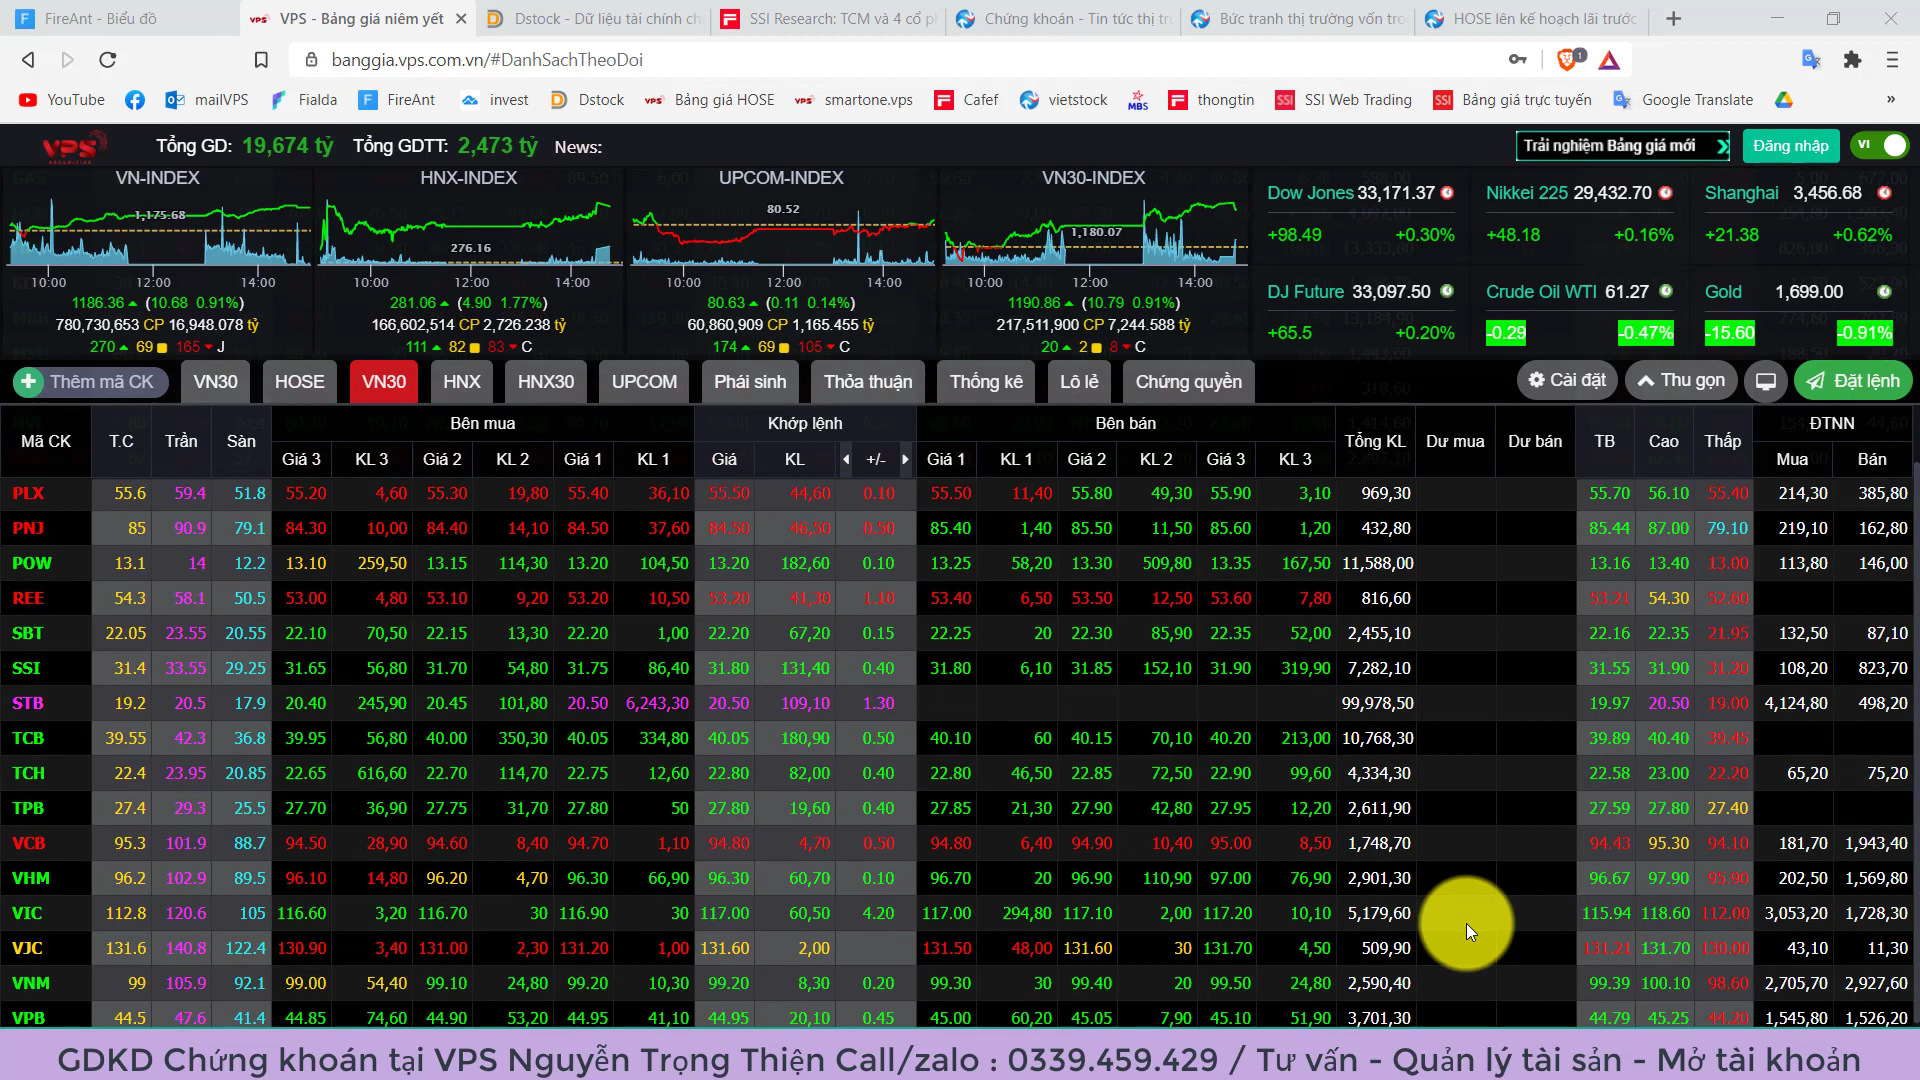 FireAnt - Biểu đồ
VPS - Bảng giá niêm yết
Dstock - Dữ liệu tài chính ch
SSI Research: TCM và 4 cổ ph
Chứng khoán - Tin tức thị trư
Bức tranh thị trường vốn tro
HOSE lên kế hoạch lãi trước
banggia.vps.com.vn/#DanhSachTheoDoi
1
YouTube mailVPS Fialda FireAnt invest Dstock Bảng giá HOSE smartone.vps Cafef vietstock MBS thongtin SSI Web Trading Bảng giá trực tuyến Google Translate »
VPS Tổng GD: 19,674 tỷ Tổng GDTT: 2,473 tỷ News: Trải nghiệm Bảng giá mới Đăng nhập VI
VN-INDEX HNX-INDEX UPCOM-INDEX VN30-INDEX
1,175.68 276.16 80.52 1,180.07
10:00 12:00 14:00 10:00 12:00 14:00 10:00 12:00 14:00 10:00 12:00 14:00
1186.36 (10.68 0.91%) 281.06 (4.90 1.77%) 80.63 (0.11 0.14%) 1190.86 (10.79 0.91%)
780,730,653 CP 16,948.078 tỷ 166,602,514 CP 2,726.238 tỷ 60,860,909 CP 1,165.455 tỷ 217,511,900 CP 7,244.588 tỷ
270 69 165 J 111 82 83 C 174 69 105 C 20 2 8 C
Dow Jones 33,171.37 Nikkei 225 29,432.70 Shanghai 3,456.68
+98.49 +0.30% +48.18 +0.16% +21.38 +0.62%
DJ Future 33,097.50 Crude Oil WTI 61.27 Gold 1,699.00
+65.5 +0.20% -0.29 -0.47% -15.60 -0.91%
Thêm mã CK VN30 HOSE VN30 HNX HNX30 UPCOM Phái sinh Thỏa thuận Thống kê Lô lẻ Chứng quyền Cài đặt Thu gọn Đặt lệnh
Mã CK T.C Trần Sàn Bên mua Khớp lệnh Bên bán Tổng KL Dư mua Dư bán TB Cao Thấp ĐTNN
Giá 3 KL 3 Giá 2 KL 2 Giá 1 KL 1 Giá KL +/- Giá 1 KL 1 Giá 2 KL 2 Giá 3 KL 3 Mua Bán
PLX 55.6 59.4 51.8 55.20 4,60 55.30 19,80 55.40 36,10 55.50 44,60 0.10 55.50 11,40 55.80 49,30 55.90 3,10 969,30 55.70 56.10 55.40 214,30 385,80
PNJ 85 90.9 79.1 84.30 10,00 84.40 14,10 84.50 37,60 84.50 46,50 0.50 85.40 1,40 85.50 11,50 85.60 1,20 432,80 85.44 87.00 79.10 219,10 162,80
POW 13.1 14 12.2 13.10 259,50 13.15 114,30 13.20 104,50 13.20 182,60 0.10 13.25 58,20 13.30 509,80 13.35 167,50 11,588,00 13.16 13.40 13.00 113,80 146,00
REE 54.3 58.1 50.5 53.00 4,80 53.10 9,20 53.20 10,50 53.20 41,30 1.10 53.40 6,50 53.50 12,50 53.60 7,80 816,60 53.21 54.30 52.60
SBT 22.05 23.55 20.55 22.10 70,50 22.15 13,30 22.20 1,00 22.20 67,20 0.15 22.25 20 22.30 85,90 22.35 52,00 2,455,10 22.16 22.35 21.95 132,50 87,10
SSI 31.4 33.55 29.25 31.65 56,80 31.70 54,80 31.75 86,40 31.80 131,40 0.40 31.80 6,10 31.85 152,10 31.90 319,90 7,282,10 31.55 31.90 31.20 108,20 823,70
STB 19.2 20.5 17.9 20.40 245,90 20.45 101,80 20.50 6,243,30 20.50 109,10 1.30 99,978,50 19.97 20.50 19.00 4,124,80 498,20
TCB 39.55 42.3 36.8 39.95 56,80 40.00 350,30 40.05 334,80 40.05 180,90 0.50 40.10 60 40.15 70,10 40.20 213,00 10,768,30 39.89 40.40 39.45
TCH 22.4 23.95 20.85 22.65 616,60 22.70 114,70 22.75 12,60 22.80 82,00 0.40 22.80 46,50 22.85 72,50 22.90 99,60 4,334,30 22.58 23.00 22.20 65,20 75,20
TPB 27.4 29.3 25.5 27.70 36,90 27.75 31,70 27.80 50 27.80 19,60 0.40 27.85 21,30 27.90 42,80 27.95 12,20 2,611,90 27.59 27.80 27.40
VCB 95.3 101.9 88.7 94.50 28,90 94.60 8,40 94.70 1,10 94.80 4,70 0.50 94.80 6,40 94.90 10,40 95.00 8,50 1,748,70 94.43 95.30 94.10 181,70 1,943,40
VHM 96.2 102.9 89.5 96.10 14,80 96.20 4,70 96.30 66,90 96.30 60,70 0.10 96.70 20 96.90 110,90 97.00 76,90 2,901,30 96.67 97.90 95.90 202,50 1,569,80
VIC 112.8 120.6 105 116.60 3,20 116.70 30 116.90 30 117.00 60,50 4.20 117.00 294,80 117.10 2,00 117.20 10,10 5,179,60 115.94 118.60 112.00 3,053,20 1,728,30
VJC 131.6 140.8 122.4 130.90 3,40 131.00 2,30 131.20 1,00 131.60 2,00 131.50 48,00 131.60 30 131.70 4,50 509,90 131.21 131.70 130.00 43,10 11,30
VNM 99 105.9 92.1 99.00 54,40 99.10 24,80 99.20 10,30 99.20 8,30 0.20 99.30 30 99.40 20 99.50 24,80 2,590,40 99.39 100.10 98.60 2,705,70 2,927,60
VPB 44.5 47.6 41.4 44.85 74,60 44.90 53,20 44.95 41,10 44.95 20,10 0.45 45.00 60,20 45.05 7,90 45.10 51,90 3,701,30 44.79 45.25 44.20 1,545,80 1,526,20
GDKD Chứng khoán tại VPS Nguyễn Trọng Thiện Call/zalo : 0339.459.429 / Tư vấn - Quản lý tài sản - Mở tài khoản